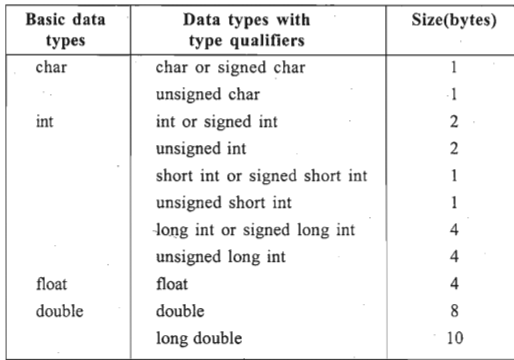 Basic data types	Data types with type qualifiers	Size(bytes)
char	char or signed char	1
unsigned char	1
int	int or signed int	2
unsigned int	2
short int or signed short int	1
unsigned short int	1
long int or signed long int	4
unsigned long int	4
float	float	4
double	double	8
long double	10